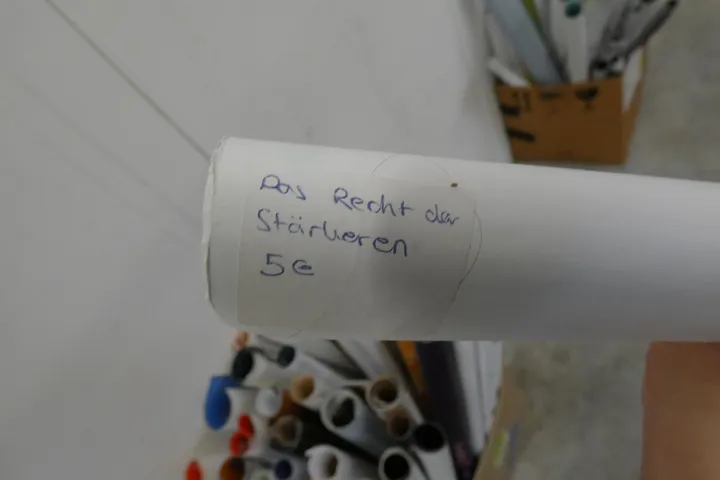 Das Recht der
Stärkeren
5€